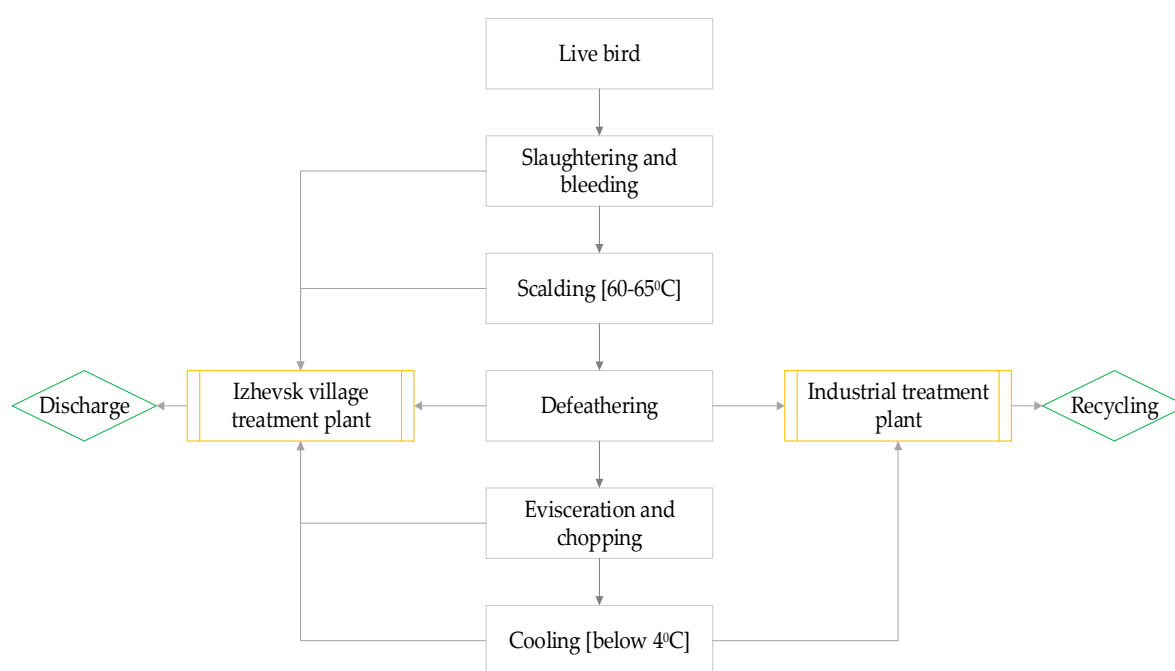 Live bird
Slaughtering and
bleeding
Scalding [60-65⁰C]
Discharge
Izhevsk village
treatment plant
Defeathering
Industrial treatment
plant
Recycling
Evisceration and
chopping
Cooling [below 4⁰C]